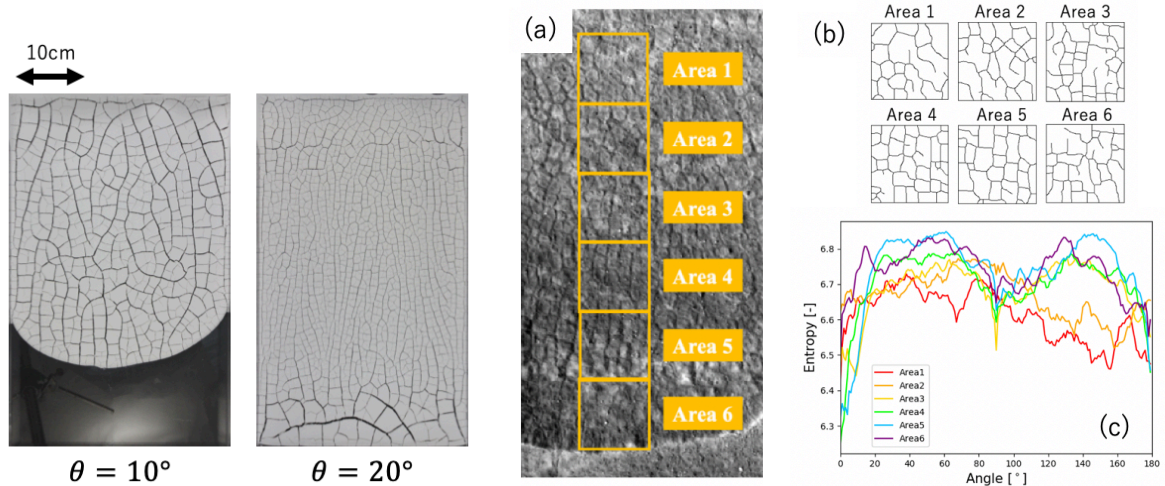 10cm
θ = 10°
θ = 20°
(a)
Area 1
Area 2
Area 3
Area 4
Area 5
Area 6
(b)
Area 1
Area 2
Area 3
Area 4
Area 5
Area 6
Entropy [-]
6.8
6.7
6.6
6.5
6.4
6.3
Area1
Area2
Area3
Area4
Area5
Area6
(c)
0
20
40
60
80
100
120
140
160
180
Angle [°]